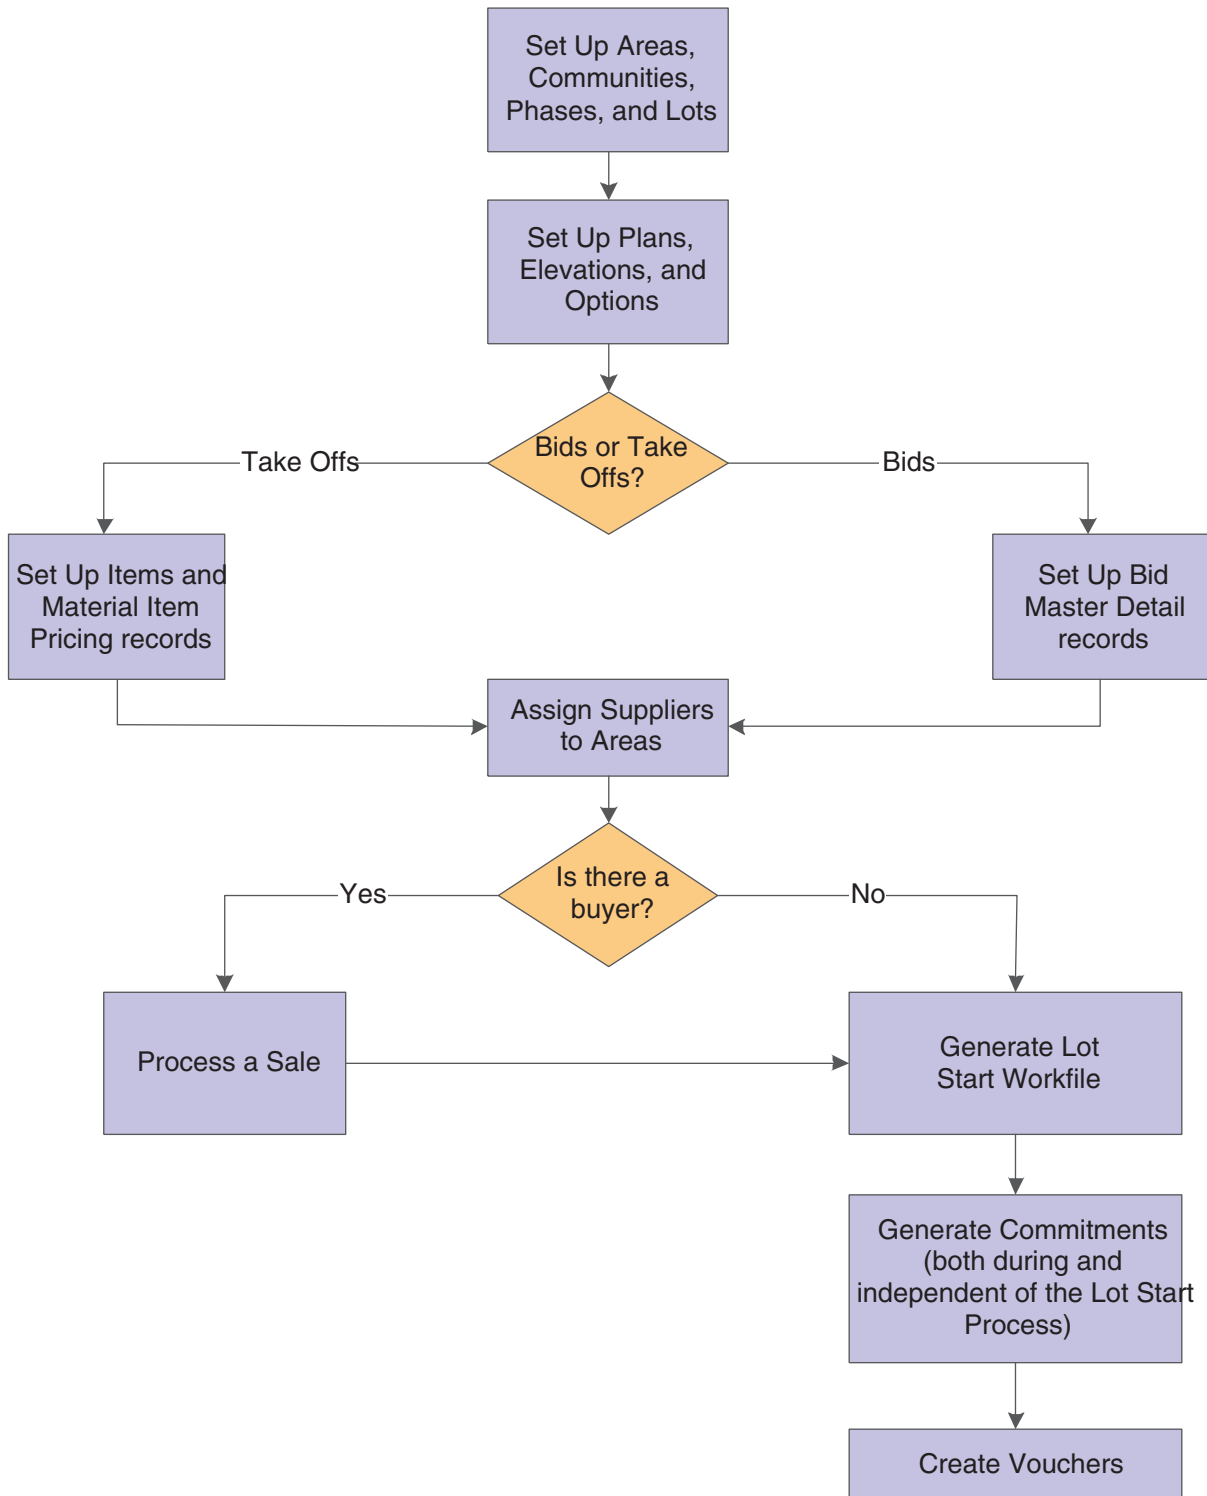 Set Up Areas,
Communities,
Phases, and Lots
Set Up Plans,
Elevations, and
Options
Bids or Take
Offs?
Take Offs
Bids
Set Up Items and
Material Item
Pricing records
Set Up Bid
Master Detail
records
Assign Suppliers
to Areas
Is there a
buyer?
Yes
No
Process a Sale
Generate Lot
Start Workfile
Generate Commitments
(both during and
independent of the Lot Start
Process)
Create Vouchers